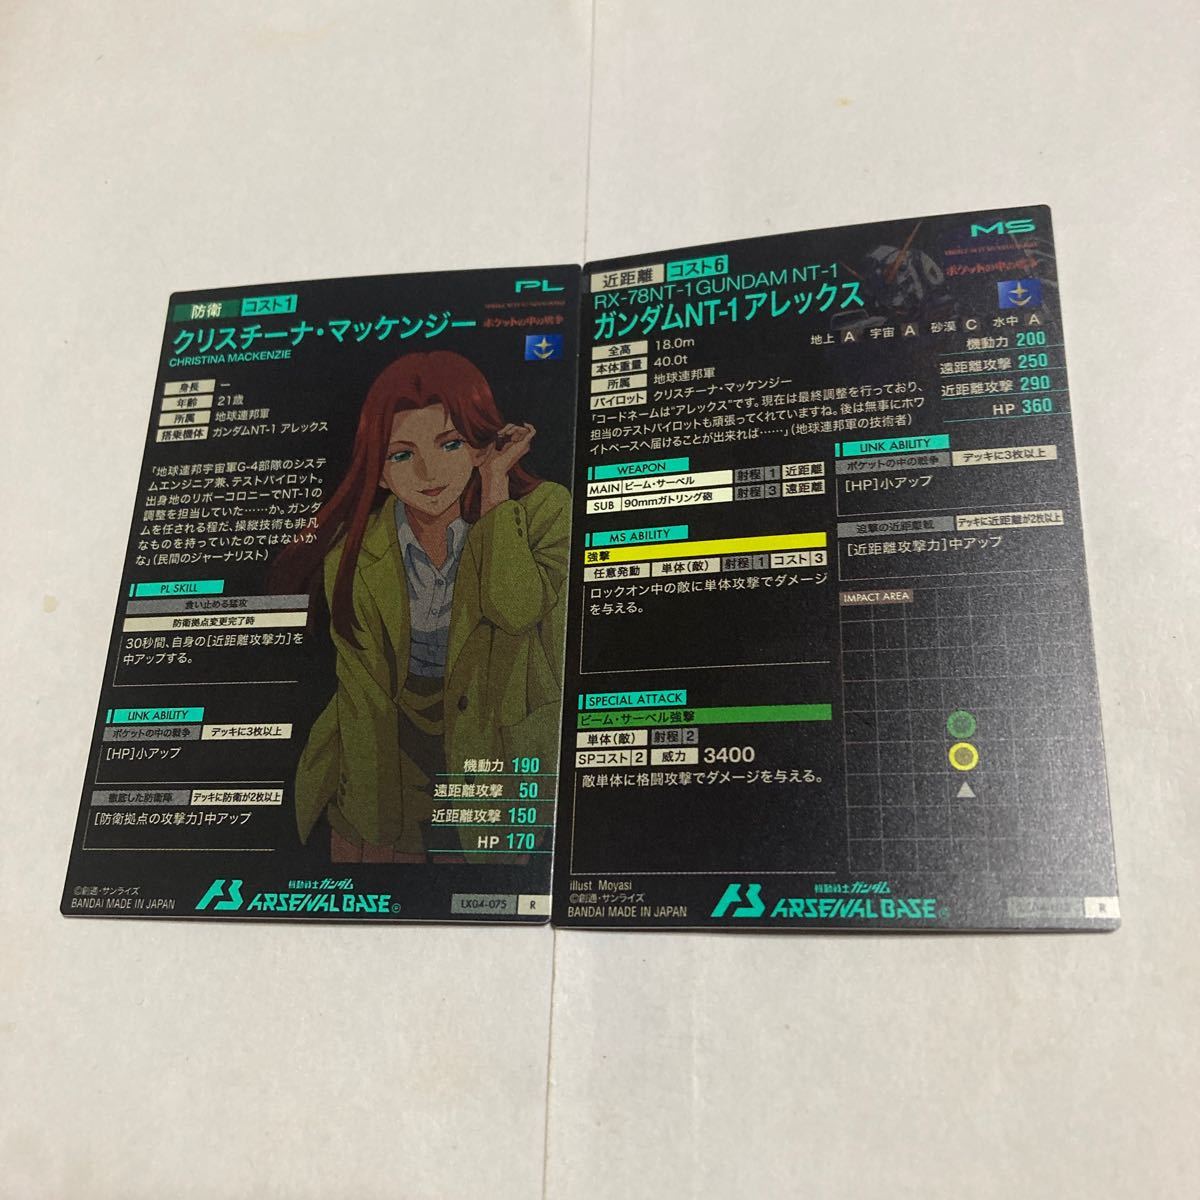 PL
防衛 コスト1
クリスチーナ・マッケンジー
CHRISTINA MACKENZIE
ポケットの中の戦争
身長 ー
年齢 21歳
所属 地球連邦軍
搭乗機体 ガンダムNT-1 アレックス
「地球連邦宇宙軍G-4部隊のシス
テムエンジニア兼、テストパイロット。
出身地のリボーコロニーでNT-1の
調整を担当していた……か。ガンダ
ムを任される程だ、操縦技術も非凡
なものを持っていたのではないか
な」(民間のジャーナリスト)
PL SKILL
食い止める猛攻
防衛拠点変更完了時
30秒間、自身の[近距離攻撃力]を
中アップする。
LINK ABILITY
ポケットの中の戦争 デッキに3枚以上
[HP]小アップ
徹底した防衛陣 デッキに防衛が2枚以上
[防衛拠点の攻撃力]中アップ
機動力 190
遠距離攻撃 50
近距離攻撃 150
HP 170
©創通・サンライズ
BANDAI MADE IN JAPAN
機動戦士ガンダム
ARSENAL BASE
LX04-075 R
MS
近距離 コスト6
RX-78NT-1 GUNDAM NT-1
ガンダムNT-1アレックス
ポケットの中の戦争
全高 18.0m
本体重量 40.0t
所属 地球連邦軍
パイロット クリスチーナ・マッケンジー
地上 A 宇宙 A 砂漠 C 水中 A
機動力 200
遠距離攻撃 250
近距離攻撃 290
HP 360
「コードネームは"アレックス"です。現在は最終調整を行っており、
担当のテストパイロットも頑張ってくれていますね。後は無事にホワ
イトベースへ届けることが出来れば……」(地球連邦軍の技術者)
WEAPON
MAIN ビーム・サーベル 射程 1 近距離
SUB 90mmガトリング砲 射程 3 遠距離
MS ABILITY
強撃
任意発動 単体(敵) 射程 1 コスト 3
ロックオン中の敵に単体攻撃でダメージ
を与える。
SPECIAL ATTACK
ビーム・サーベル強撃
単体(敵) 射程 2
SPコスト 2 威力 3400
敵単体に格闘攻撃でダメージを与える。
LINK ABILITY
ポケットの中の戦争 デッキに3枚以上
[HP]小アップ
追撃の近距離戦 デッキに近距離が2枚以上
[近距離攻撃力]中アップ
IMPACT AREA
illust Moyasi
©創通・サンライズ
BANDAI MADE IN JAPAN
機動戦士ガンダム
ARSENAL BASE
R